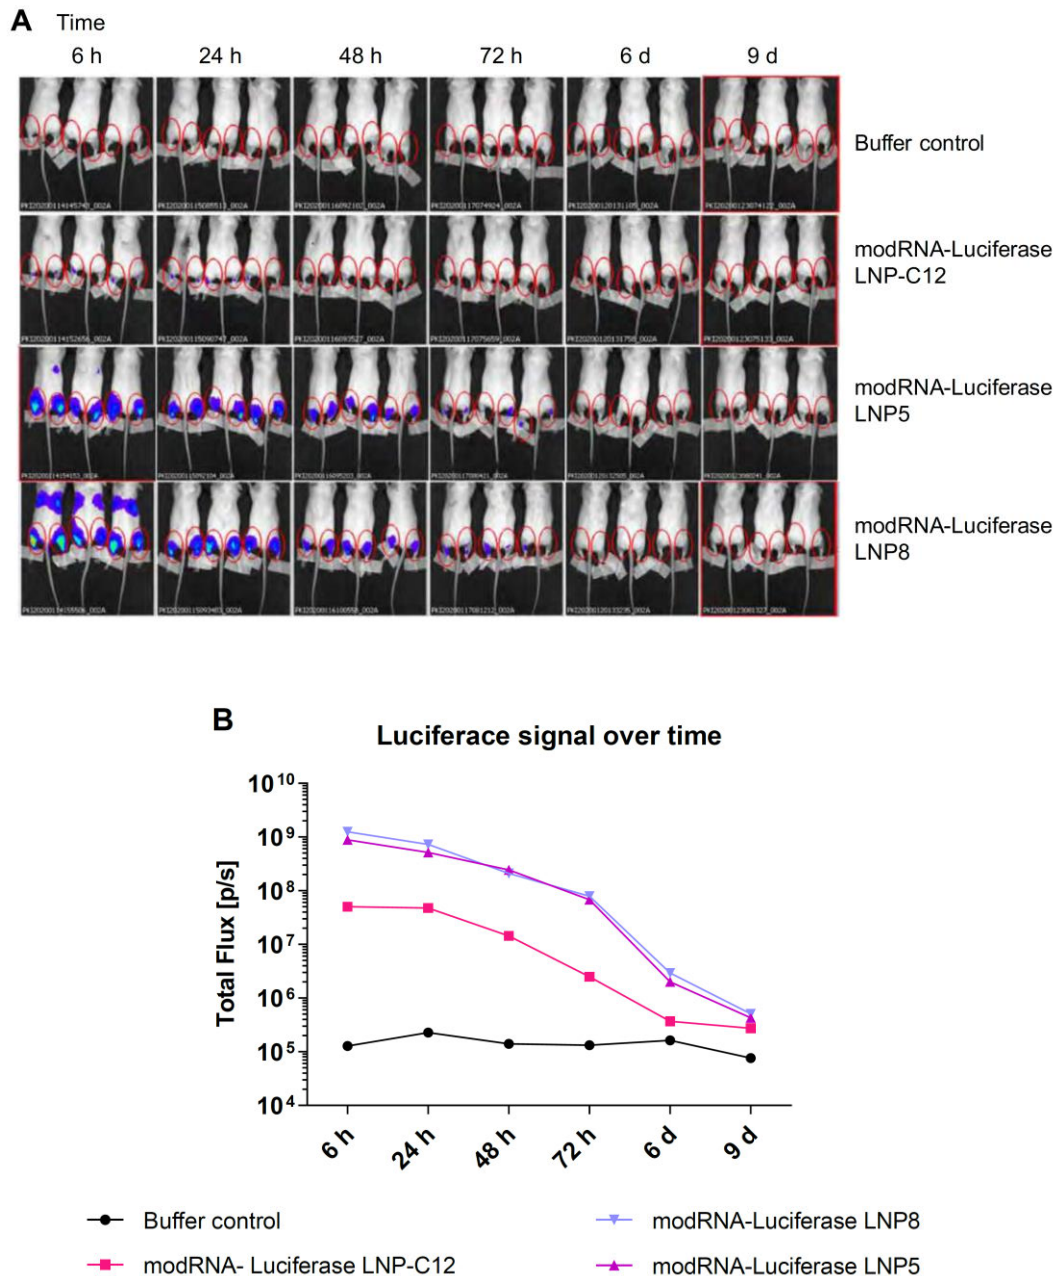 A
Time
6 h 24 h 48 h 72 h 6 d 9 d
Buffer control
modRNA-Luciferase
LNP-C12
modRNA-Luciferase
LNP5
modRNA-Luciferase
LNP8
B
Luciferace signal over time
Total Flux [p/s]
10^10
10^9
10^8
10^7
10^6
10^5
10^4
6 h 24 h 48 h 72 h 6 d 9 d
Buffer control
modRNA- Luciferase LNP-C12
modRNA-Luciferase LNP8
modRNA-Luciferase LNP5